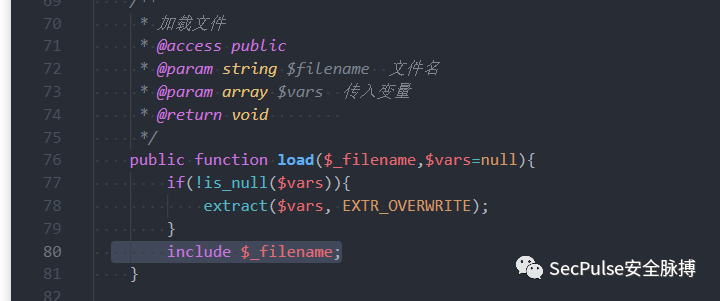 69 /**
70 * 加载文件
71 * @access public
72 * @param string $filename 文件名
73 * @param array $vars 传入变量
74 * @return void
75 */
76 public function load($_filename,$vars=null){
77 if(!is_null($vars)){
78 extract($vars, EXTR_OVERWRITE);
79 }
80 include $_filename;
81 }
82
SecPulse安全脉搏